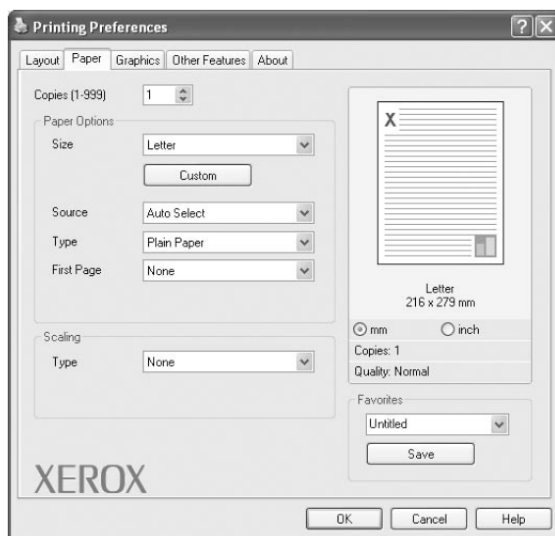 Printing Preferences
Layout Paper Graphics Other Features About
Copies (1-999) 1
Paper Options
Size Letter
Custom
Source Auto Select
Type Plain Paper
First Page None
Scaling
Type None
XEROX
X
Letter
216 x 279 mm
mm inch
Copies: 1
Quality: Normal
Favorites
Untitled
Save
OK Cancel Help